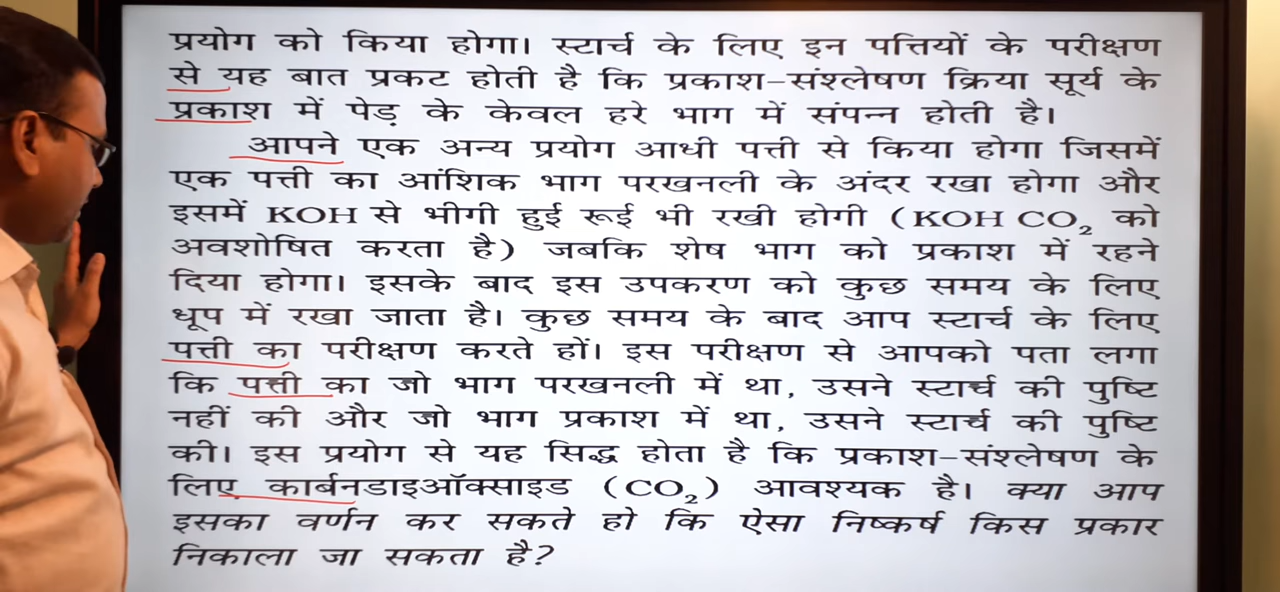 प्रयोग को किया होगा। स्टार्च के लिए इन पत्तियों के परीक्षण
से यह बात प्रकट होती है कि प्रकाश-संश्लेषण क्रिया सूर्य के
प्रकाश में पेड़ के केवल हरे भाग में संपन्न होती है।
आपने एक अन्य प्रयोग आधी पत्ती से किया होगा जिसमें
एक पत्ती का आंशिक भाग परखनली के अंदर रखा होगा और
इसमें KOH से भीगी हुई रूई भी रखी होगी (KOH CO₂ को
अवशोषित करता है) जबकि शेष भाग को प्रकाश में रहने
दिया होगा। इसके बाद इस उपकरण को कुछ समय के लिए
धूप में रखा जाता है। कुछ समय के बाद आप स्टार्च के लिए
पत्ती का परीक्षण करते हों। इस परीक्षण से आपको पता लगा
कि पत्ती का जो भाग परखनली में था, उसने स्टार्च की पुष्टि
नहीं की और जो भाग प्रकाश में था, उसने स्टार्च की पुष्टि
की। इस प्रयोग से यह सिद्ध होता है कि प्रकाश-संश्लेषण के
लिए कार्बनडाइऑक्साइड (CO₂) आवश्यक है। क्या आप
इसका वर्णन कर सकते हो कि ऐसा निष्कर्ष किस प्रकार
निकाला जा सकता है?